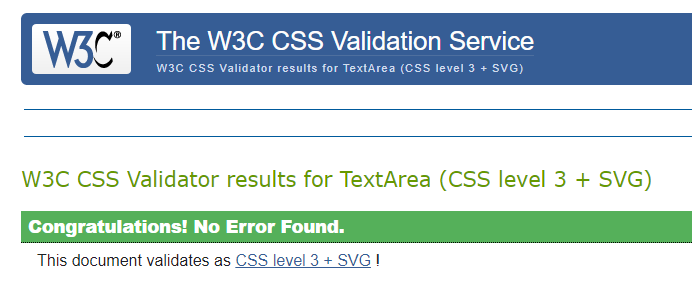 W3C® The W3C CSS Validation Service
W3C CSS Validator results for TextArea (CSS level 3 + SVG)
W3C CSS Validator results for TextArea (CSS level 3 + SVG)
Congratulations! No Error Found.
This document validates as CSS level 3 + SVG !